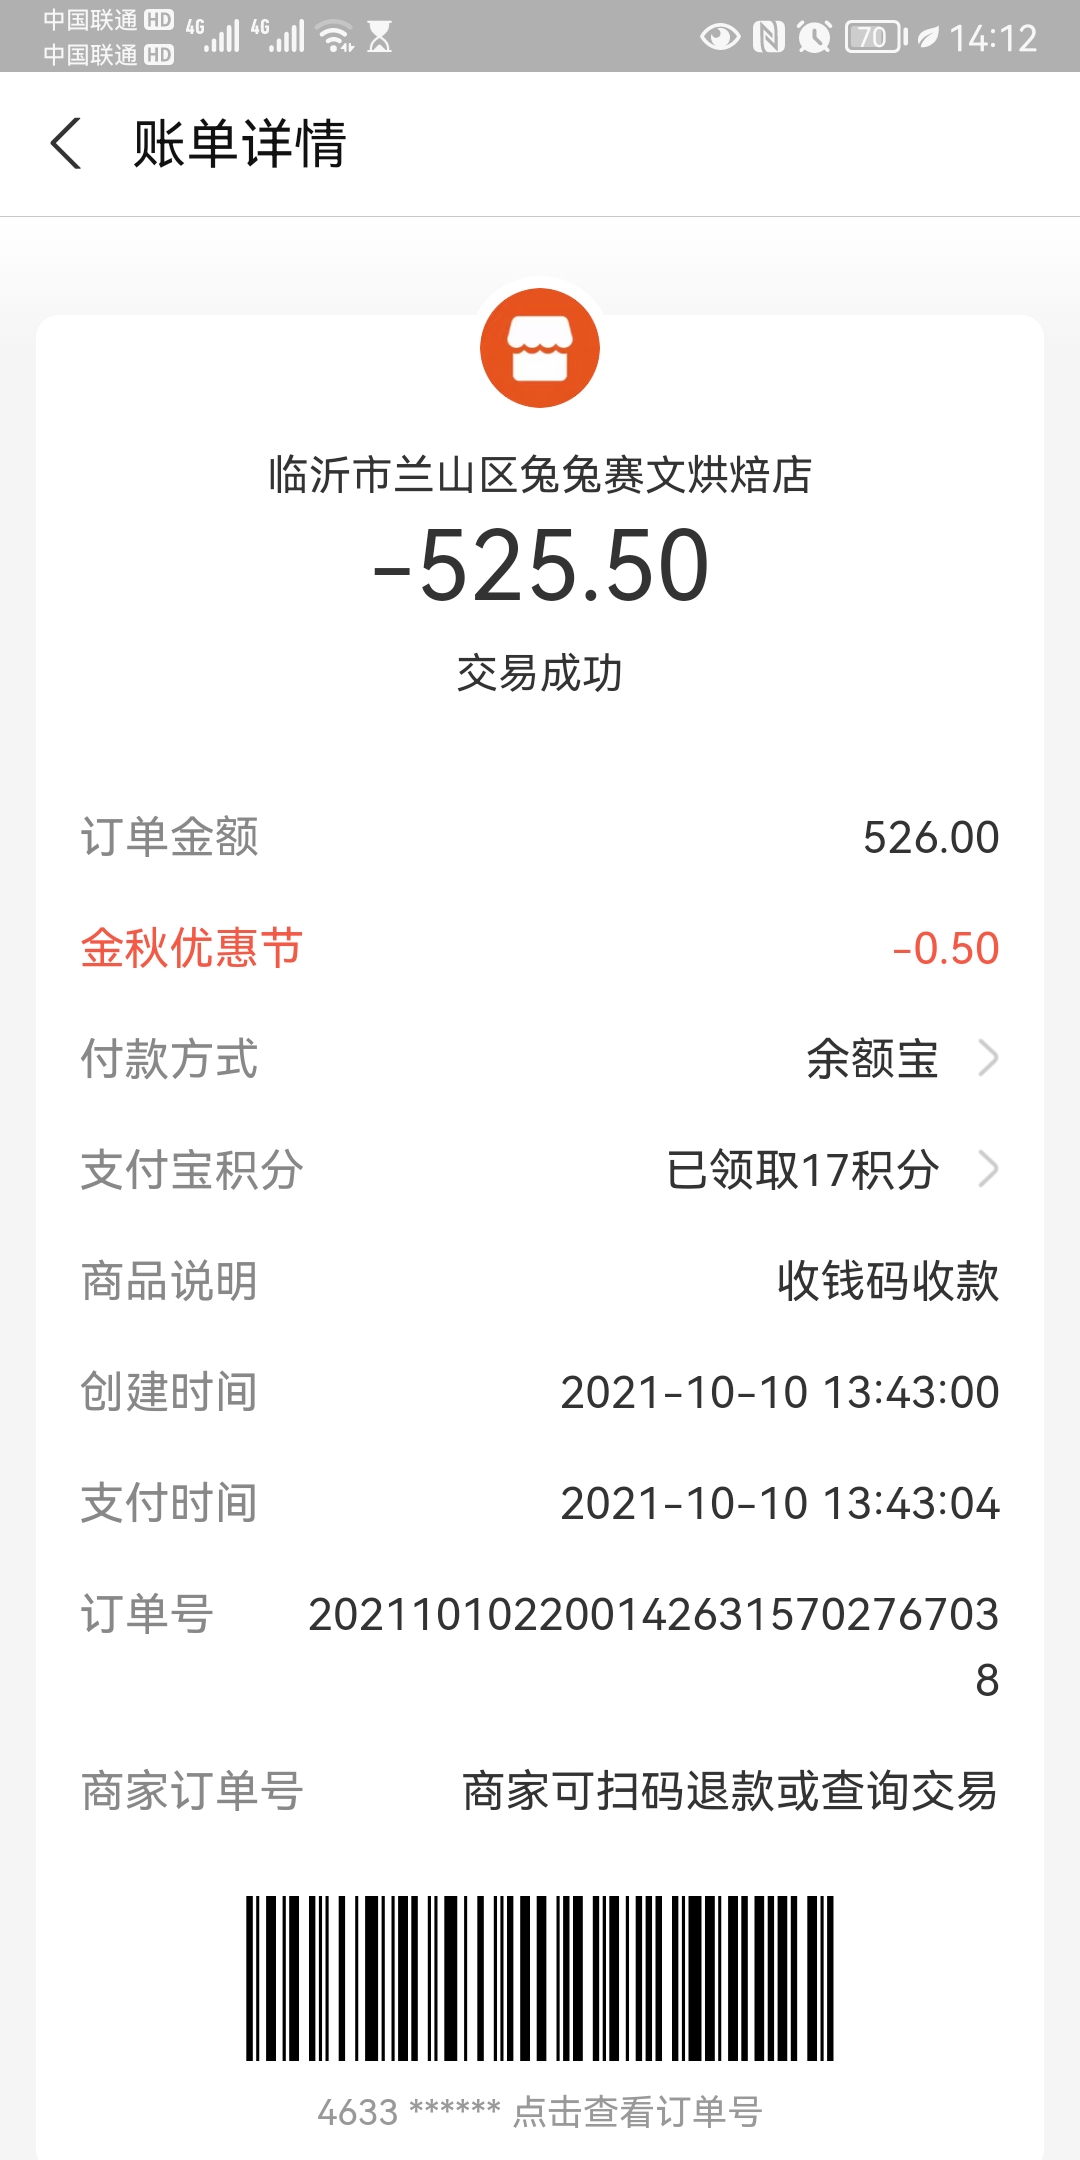 中国联通 HD 4G 4G 70 14:12
中国联通 HD
账单详情
临沂市兰山区兔兔赛文烘焙店
-525.50
交易成功
订单金额 526.00
金秋优惠节 -0.50
付款方式 余额宝
支付宝积分 已领取17积分
商品说明 收钱码收款
创建时间 2021-10-10 13:43:00
支付时间 2021-10-10 13:43:04
订单号 202110102200142631570276703
8
商家订单号 商家可扫码退款或查询交易
4633 ****** 点击查看订单号